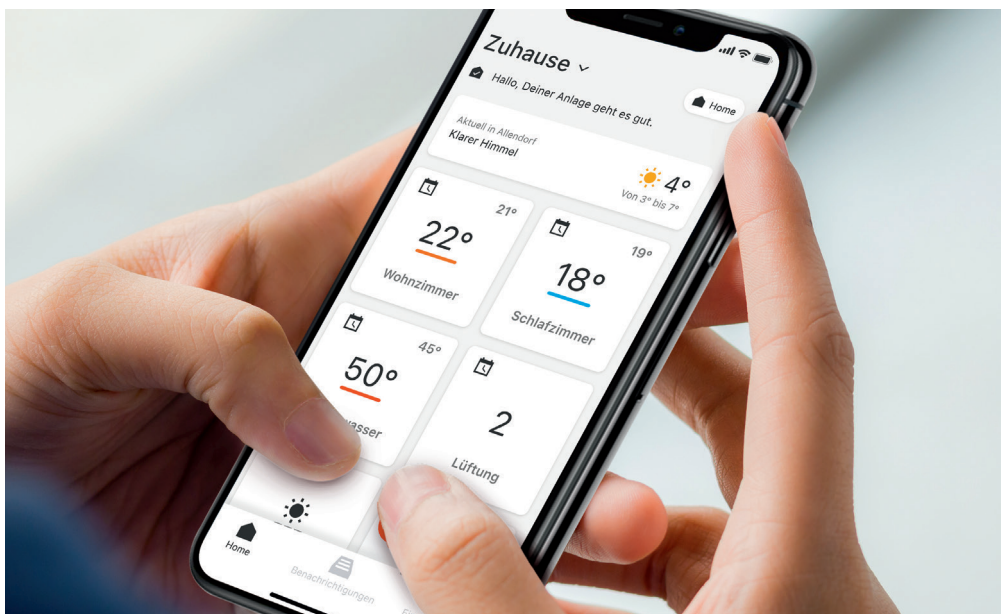 Zuhause
Hallo, Deiner Anlage geht es gut.
Home
Aktuell in Allendorf
Klarer Himmel
4°
Von 3° bis 7°
21°
22°
Wohnzimmer
19°
18°
Schlafzimmer
45°
50°
wasser
2
Lüftung
Home
Benachrichtigungen